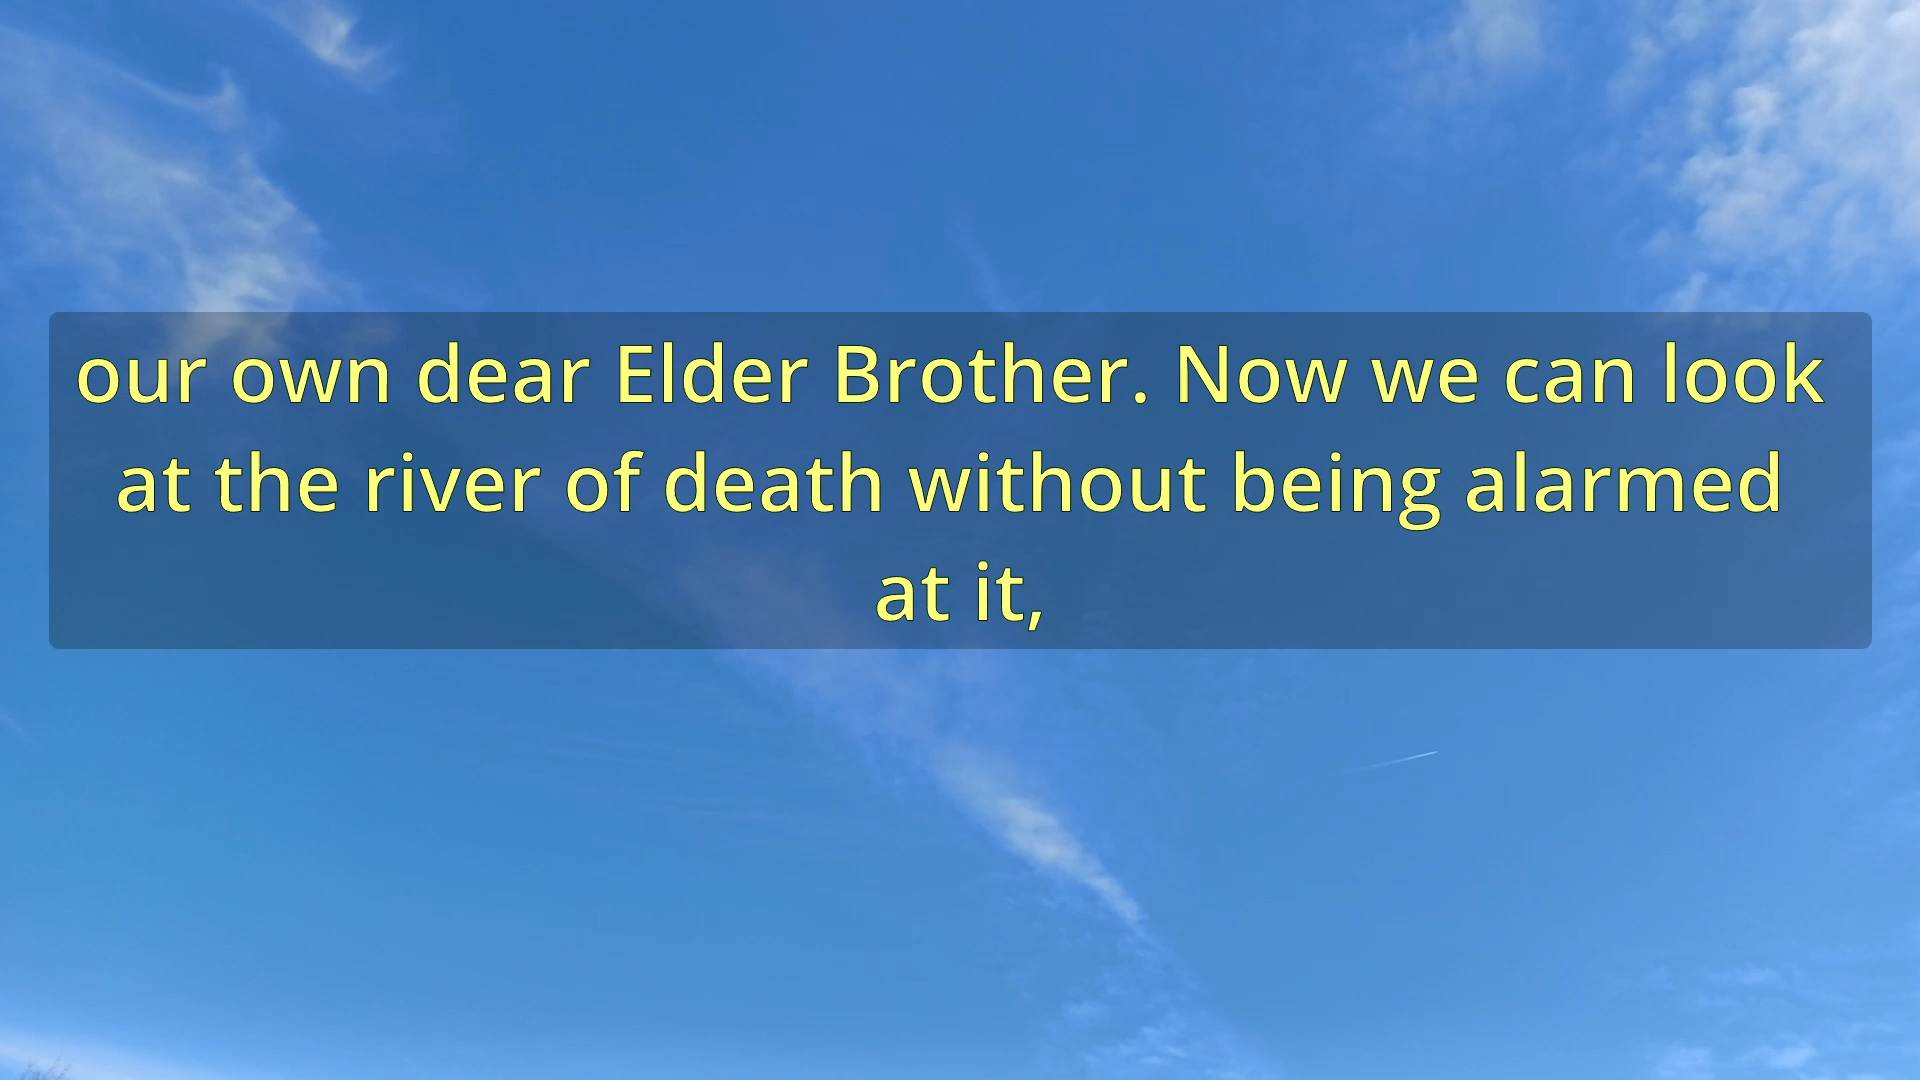 our own dear Elder Brother. Now we can look
at the river of death without being alarmed
at it,